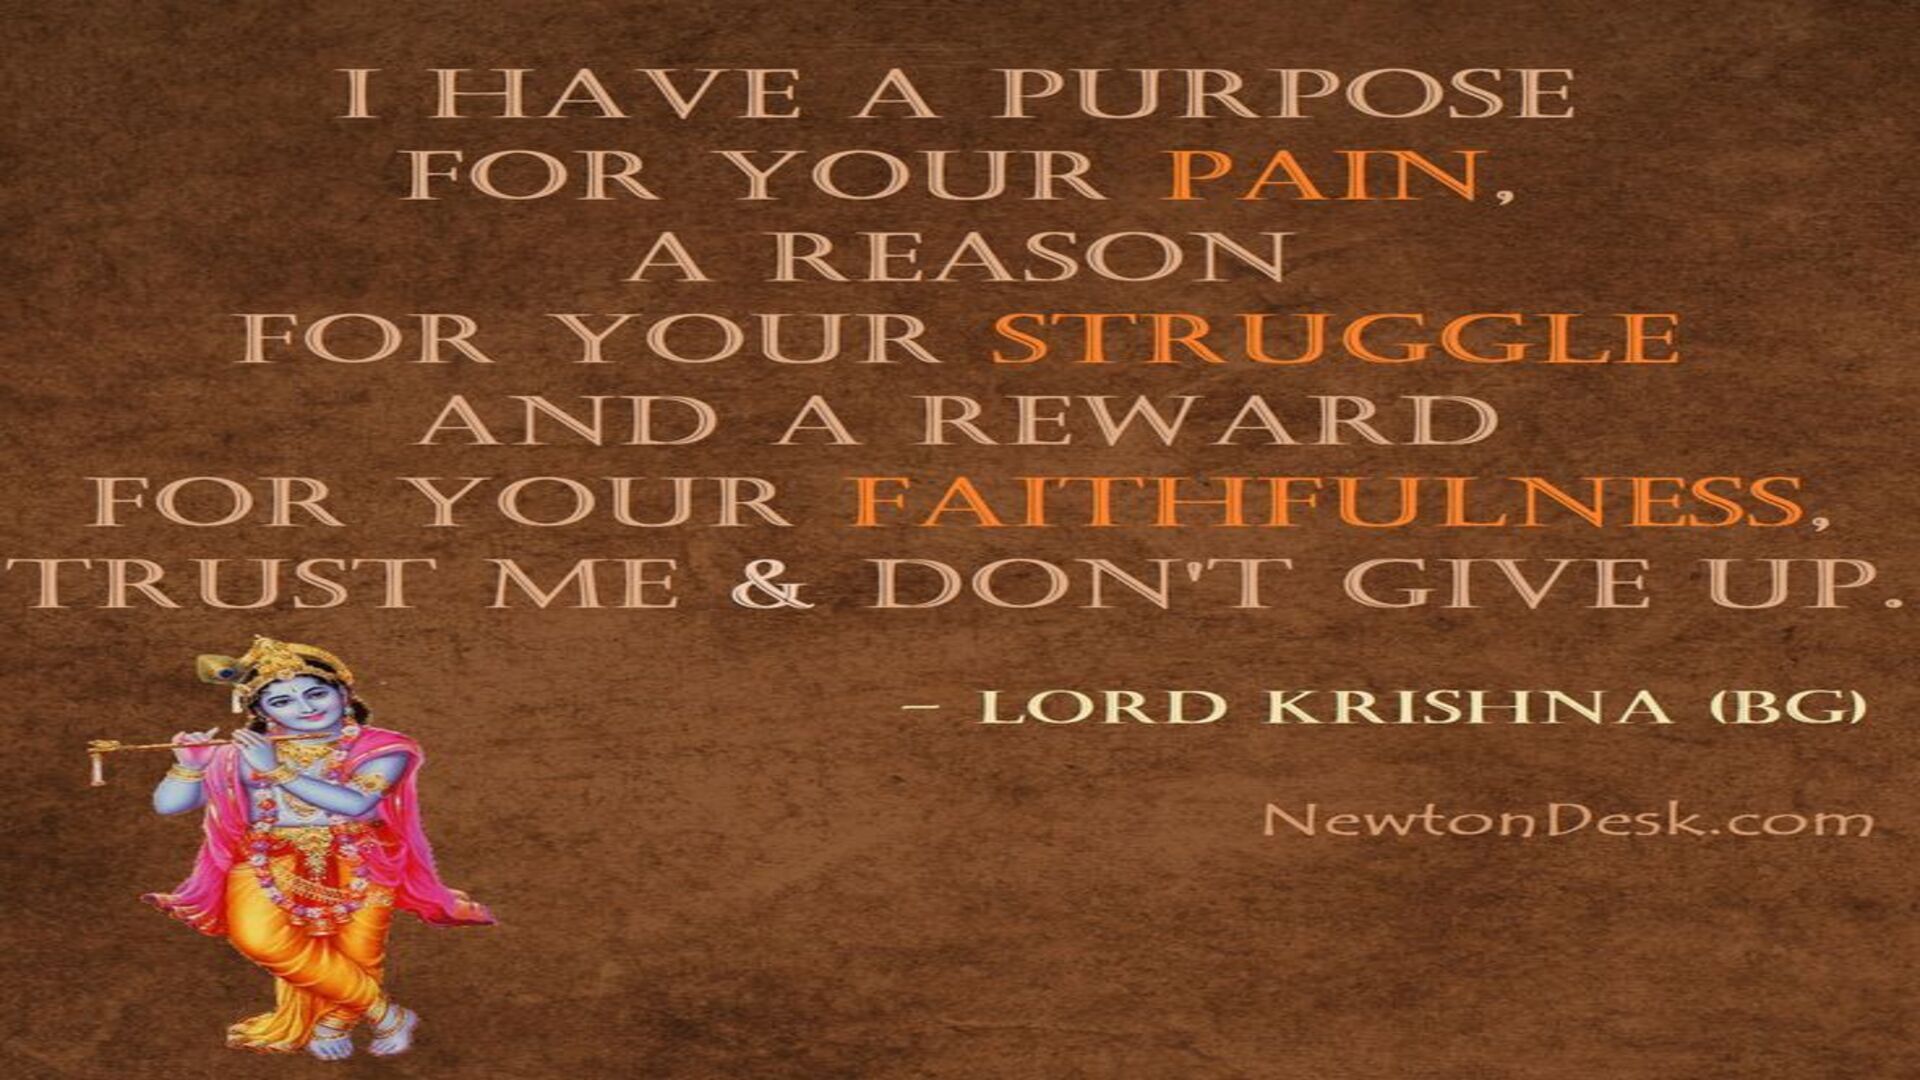 I HAVE A PURPOSE
FOR YOUR PAIN,
A REASON
FOR YOUR STRUGGLE
AND A REWARD
FOR YOUR FAITHFULNESS,
TRUST ME & DON'T GIVE UP.
- LORD KRISHNA (BG)
NewtonDesk.com